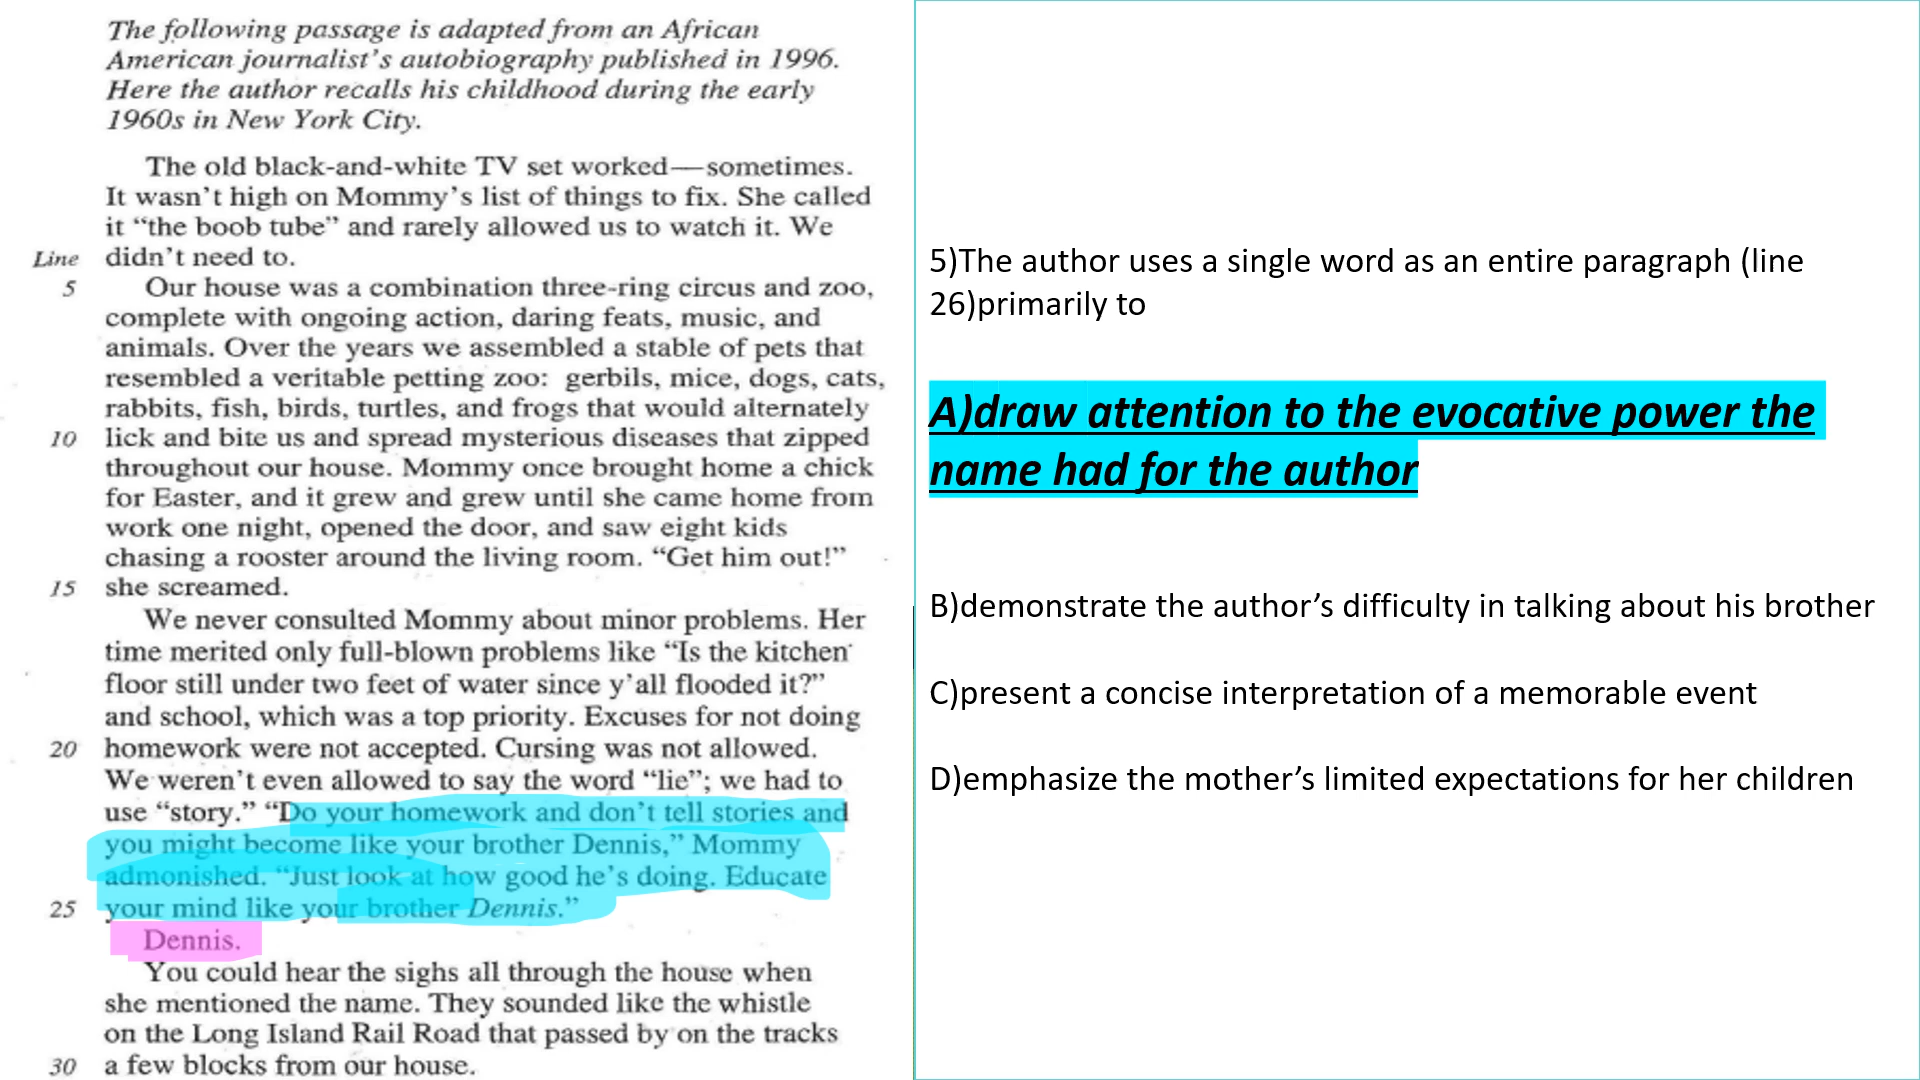 The following passage is adapted from an African
American journalist's autobiography published in 1996.
Here the author recalls his childhood during the early
1960s in New York City.
The old black-and-white TV set worked—sometimes.
It wasn't high on Mommy's list of things to fix. She called
it “the boob tube” and rarely allowed us to watch it. We
Line didn't need to.
5 Our house was a combination three-ring circus and zoo,
complete with ongoing action, daring feats, music, and
animals. Over the years we assembled a stable of pets that
resembled a veritable petting zoo: gerbils, mice, dogs, cats,
rabbits, fish, birds, turtles, and frogs that would alternately
10 lick and bite us and spread mysterious diseases that zipped
throughout our house. Mommy once brought home a chick
for Easter, and it grew and grew until she came home from
work one night, opened the door, and saw eight kids
chasing a rooster around the living room. “Get him out!”
15 she screamed.
We never consulted Mommy about minor problems. Her
time merited only full-blown problems like “Is the kitchen
floor still under two feet of water since y'all flooded it?”
and school, which was a top priority. Excuses for not doing
20 homework were not accepted. Cursing was not allowed.
We weren't even allowed to say the word “lie”; we had to
use “story.” “Do your homework and don't tell stories and
you might become like your brother Dennis,” Mommy
admonished. “Just look at how good he's doing. Educate
25 your mind like your brother Dennis.”
Dennis.
You could hear the sighs all through the house when
she mentioned the name. They sounded like the whistle
on the Long Island Rail Road that passed by on the tracks
30 a few blocks from our house.
5)The author uses a single word as an entire paragraph (line
26)primarily to
A)draw attention to the evocative power the
name had for the author
B)demonstrate the author’s difficulty in talking about his brother
C)present a concise interpretation of a memorable event
D)emphasize the mother’s limited expectations for her children